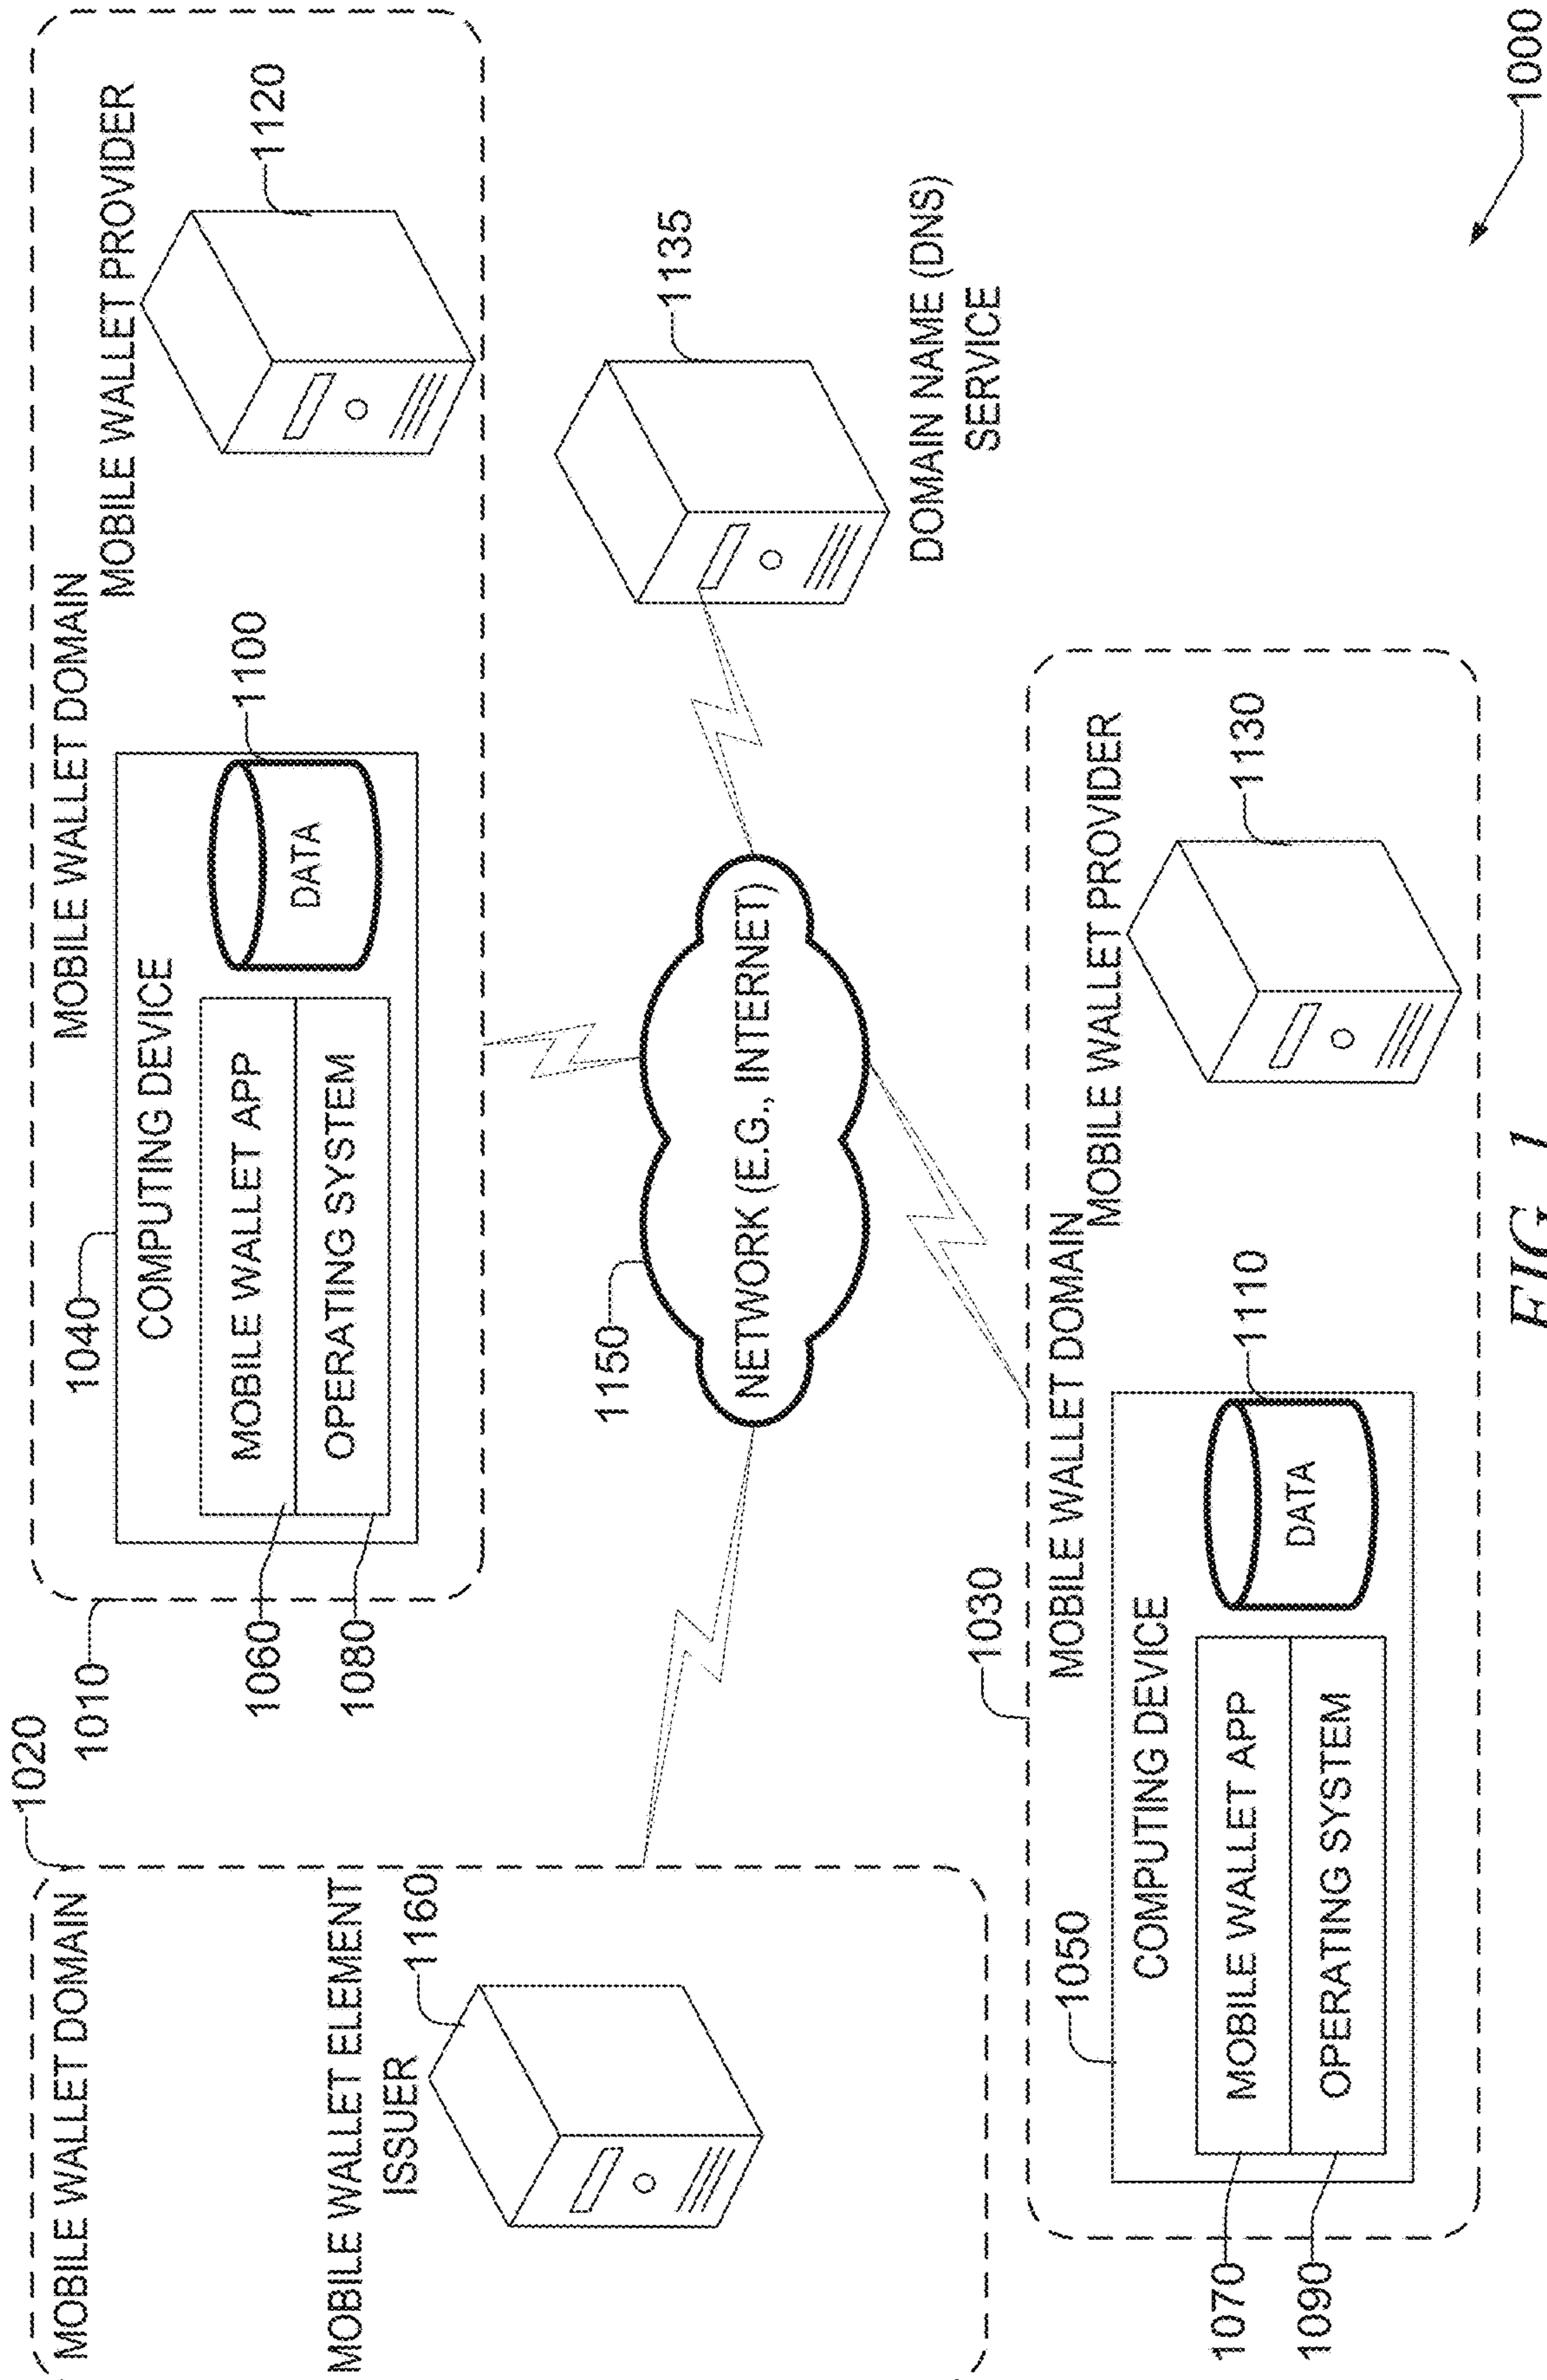 1020
MOBILE WALLET DOMAIN
MOBILE WALLET ELEMENT
ISSUER
1160
1010
MOBILE WALLET DOMAIN
1040
COMPUTING DEVICE
MOBILE WALLET APP
OPERATING SYSTEM
1060
1080
DATA
1100
MOBILE WALLET PROVIDER
1120
1150
NETWORK (E.G., INTERNET)
1135
DOMAIN NAME (DNS)
SERVICE
1030
MOBILE WALLET DOMAIN
1050
COMPUTING DEVICE
MOBILE WALLET APP
OPERATING SYSTEM
1070
1090
DATA
1110
MOBILE WALLET PROVIDER
1130
1000
FIG. 1